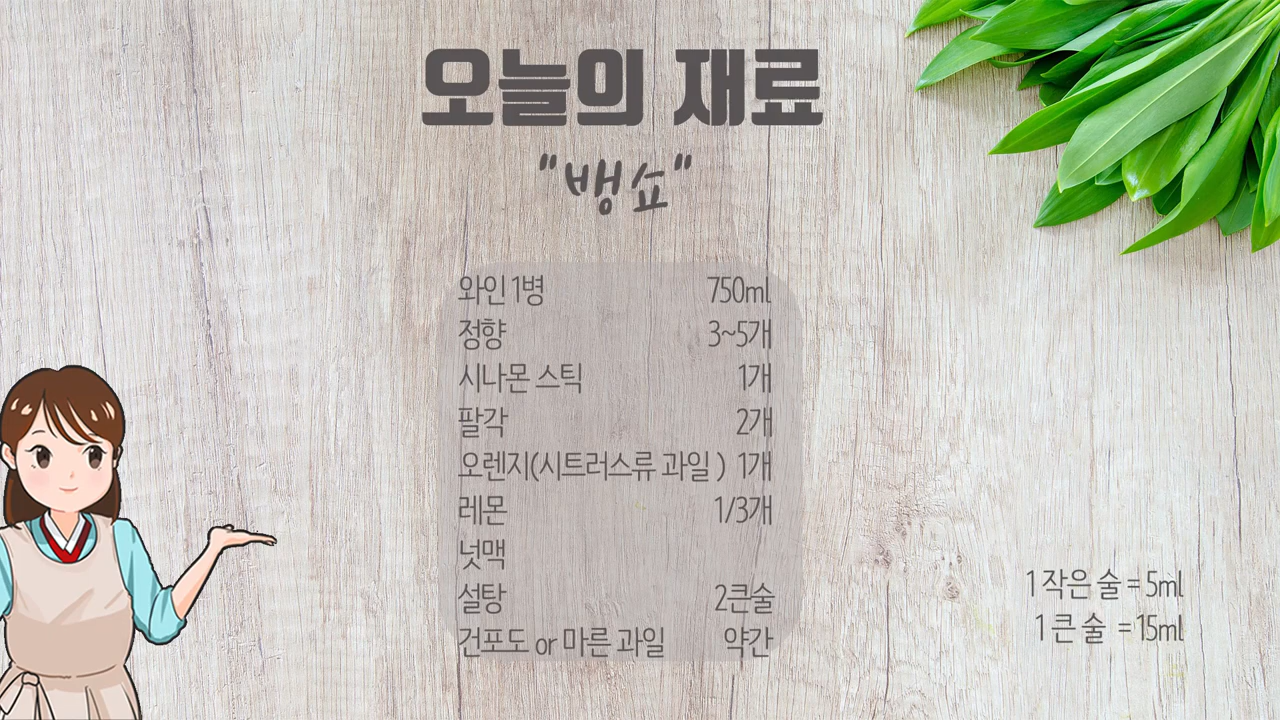 오늘의 재료
"뱅쇼"
와인 1병 750ml
정향 3~5개
시나몬 스틱 1개
팔각 2개
오렌지(시트러스류 과일 ) 1개
레몬 1/3개
넛맥
설탕 2큰술
건포도 or 마른 과일 약간
1 작은 술 = 5ml
1 큰 술 = 15ml